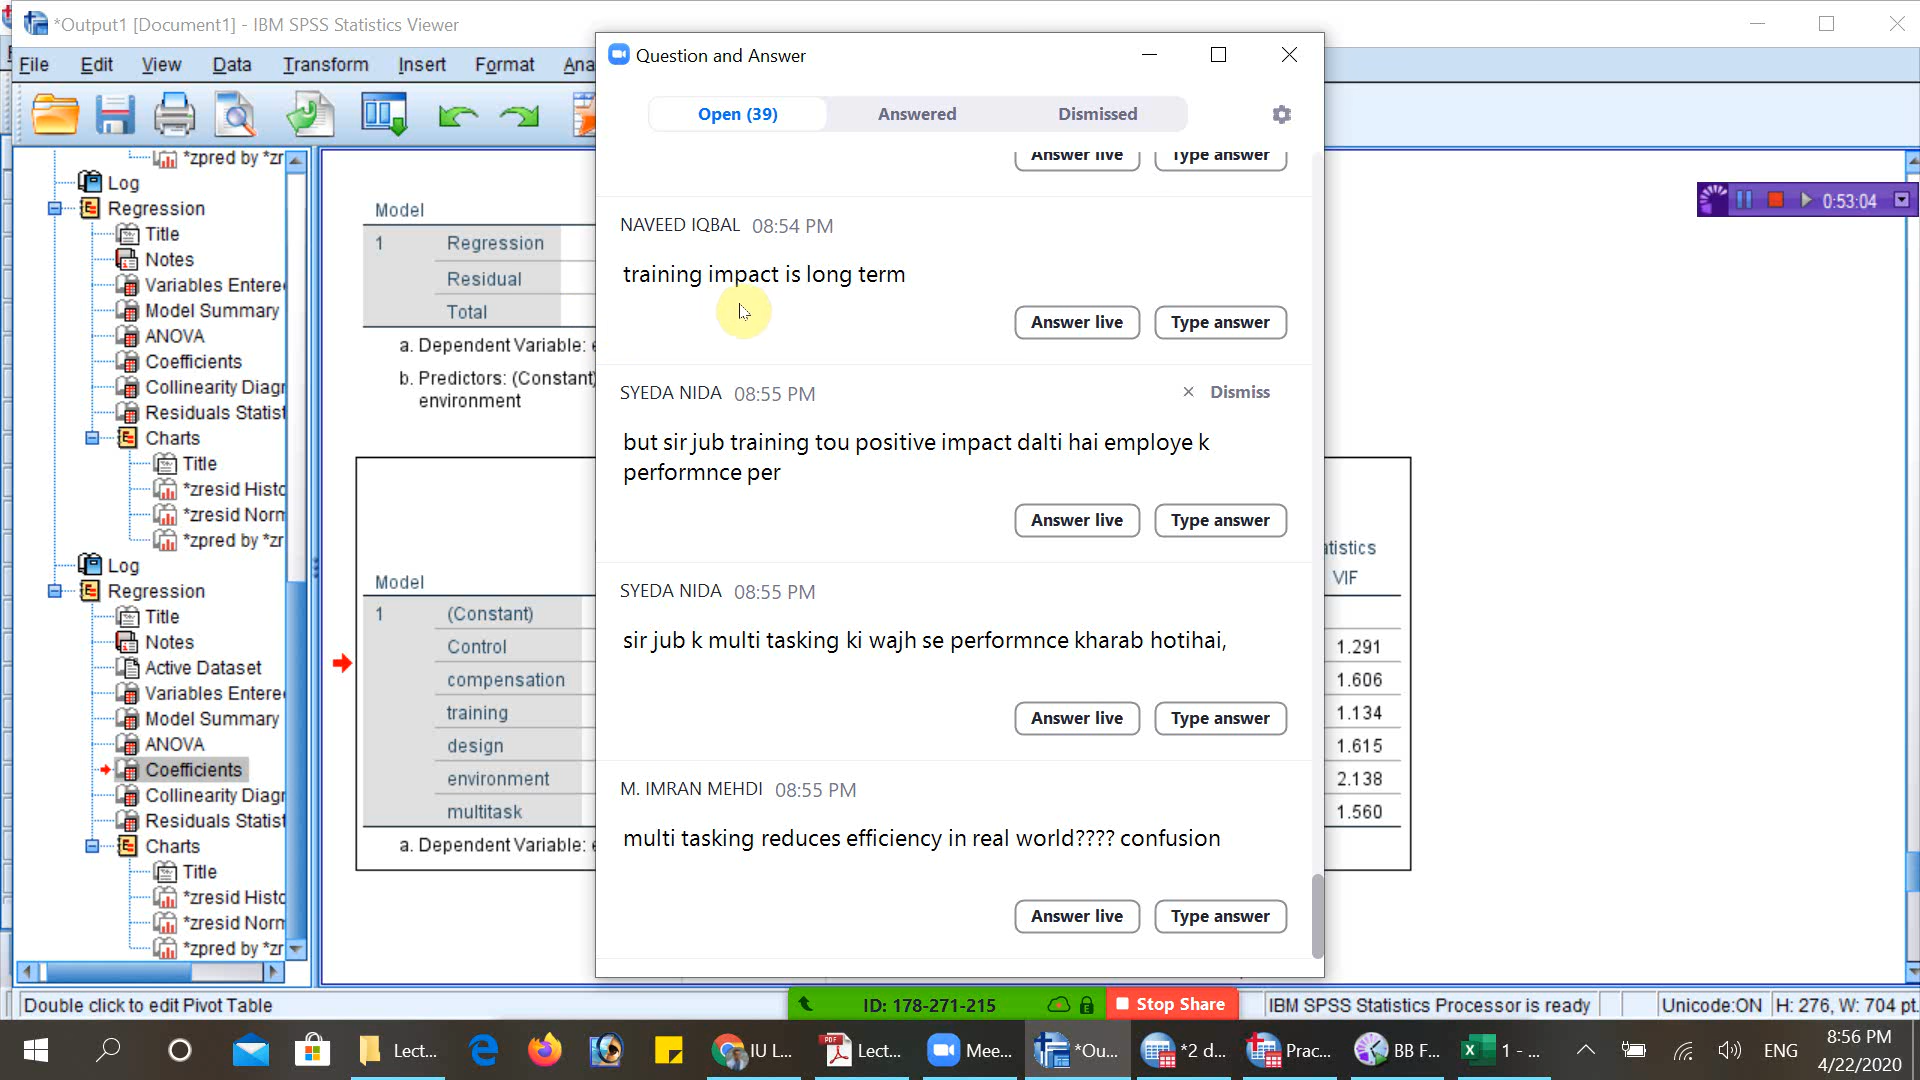 *Output1 [Document1] - IBM SPSS Statistics Viewer
File Edit View Data Transform Insert Format Ana
Question and Answer
Open (39) Answered Dismissed
Answer live Type answer
NAVEED IQBAL 08:54 PM
training impact is long term
Answer live Type answer
SYEDA NIDA 08:55 PM
Dismiss
but sir jub training tou positive impact dalti hai employe k
performnce per
Answer live Type answer
SYEDA NIDA 08:55 PM
sir jub k multi tasking ki wajh se performnce kharab hotihai,
Answer live Type answer
M. IMRAN MEHDI 08:55 PM
multi tasking reduces efficiency in real world???? confusion
Answer live Type answer
*zpred by *zr
Log
Regression
Title
Notes
Variables Entere
Model Summary
ANOVA
Coefficients
Collinearity Diagr
Residuals Statist
Charts
Title
*zresid Histo
*zresid Norm
*zpred by *zr
Log
Regression
Title
Notes
Active Dataset
Variables Entere
Model Summary
ANOVA
Coefficients
Collinearity Diagr
Residuals Statist
Charts
Title
*zresid Histo
*zresid Norm
*zpred by *zr
Model
1 Regression
Residual
Total
a. Dependent Variable: e
b. Predictors: (Constant)
environment
Model
1 (Constant)
Control
compensation
training
design
environment
multitask
a. Dependent Variable: e
atistics
VIF
1.291
1.606
1.134
1.615
2.138
1.560
0:53:04
Double click to edit Pivot Table
ID: 178-271-215
Stop Share
IBM SPSS Statistics Processor is ready
Unicode:ON
H: 276, W: 704 pt.
Lect...
IU L...
Lect...
Mee...
*Ou...
*2 d...
Prac...
BB F...
1 - ...
ENG
8:56 PM
4/22/2020